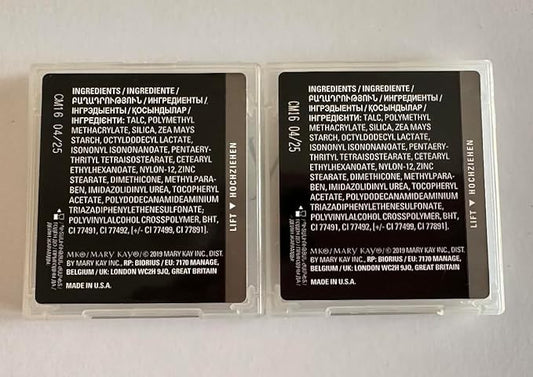 INGREDIENTS / INGREDIENTE /
ԲԱՂԱԴՐՈՒԹՅՈՒՆ / ИНГРЕДИЕНТЫ /
ІНГРЭДЫЕНТЫ / ҚОСЫНДЫЛАР /
ІНГРЕДІЄНТИ: TALC, POLYMETHYL
METHACRYLATE, SILICA, ZEA MAYS
STARCH, OCTYLDODECYL LACTATE,
ISONONYL ISONONANOATE, PENTAERY-
THRITYL TETRAISOSTEARATE, CETEARYL
ETHYLHEXANOATE, NYLON-12, ZINC
STEARATE, DIMETHICONE, METHYLPARA-
BEN, IMIDAZOLIDINYL UREA, TOCOPHERYL
ACETATE, POLYDODECANAMIDEAMINIUM
TRIAZADIPHENYLETHENESULFONATE;
POLYVINYLALCOHOL CROSSPOLYMER, BHT,
CI 77491, CI 77492, [+/- CI 77499, CI 77891].
MK® / MARY KAY® / © 2019 MARY KAY INC., DIST.
BY MARY KAY INC., RP: BIORIUS / EU: 7170 MANAGE,
BELGIUM / UK: LONDON WC2H 9JO, GREAT BRITAIN
MADE IN U.S.A.
CM16 04/25
LIFT ▼ HOCHZIEHEN
INGREDIENTS / INGREDIENTE /
ԲԱՂԱԴՐՈՒԹՅՈՒՆ / ИНГРЕДИЕНТЫ /
ІНГРЭДЫЕНТЫ / ҚОСЫНДЫЛАР /
ІНГРЕДІЄНТИ: TALC, POLYMETHYL
METHACRYLATE, SILICA, ZEA MAYS
STARCH, OCTYLDODECYL LACTATE,
ISONONYL ISONONANOATE, PENTAERY-
THRITYL TETRAISOSTEARATE, CETEARYL
ETHYLHEXANOATE, NYLON-12, ZINC
STEARATE, DIMETHICONE, METHYLPARA-
BEN, IMIDAZOLIDINYL UREA, TOCOPHERYL
ACETATE, POLYDODECANAMIDEAMINIUM
TRIAZADIPHENYLETHENESULFONATE;
POLYVINYLALCOHOL CROSSPOLYMER, BHT,
CI 77491, CI 77492, [+/- CI 77499, CI 77891].
MK® / MARY KAY® / © 2019 MARY KAY INC., DIST.
BY MARY KAY INC., RP: BIORIUS / EU: 7170 MANAGE,
BELGIUM / UK: LONDON WC2H 9JO, GREAT BRITAIN
MADE IN U.S.A.
CM16 04/25
LIFT ▼ HOCHZIEHEN